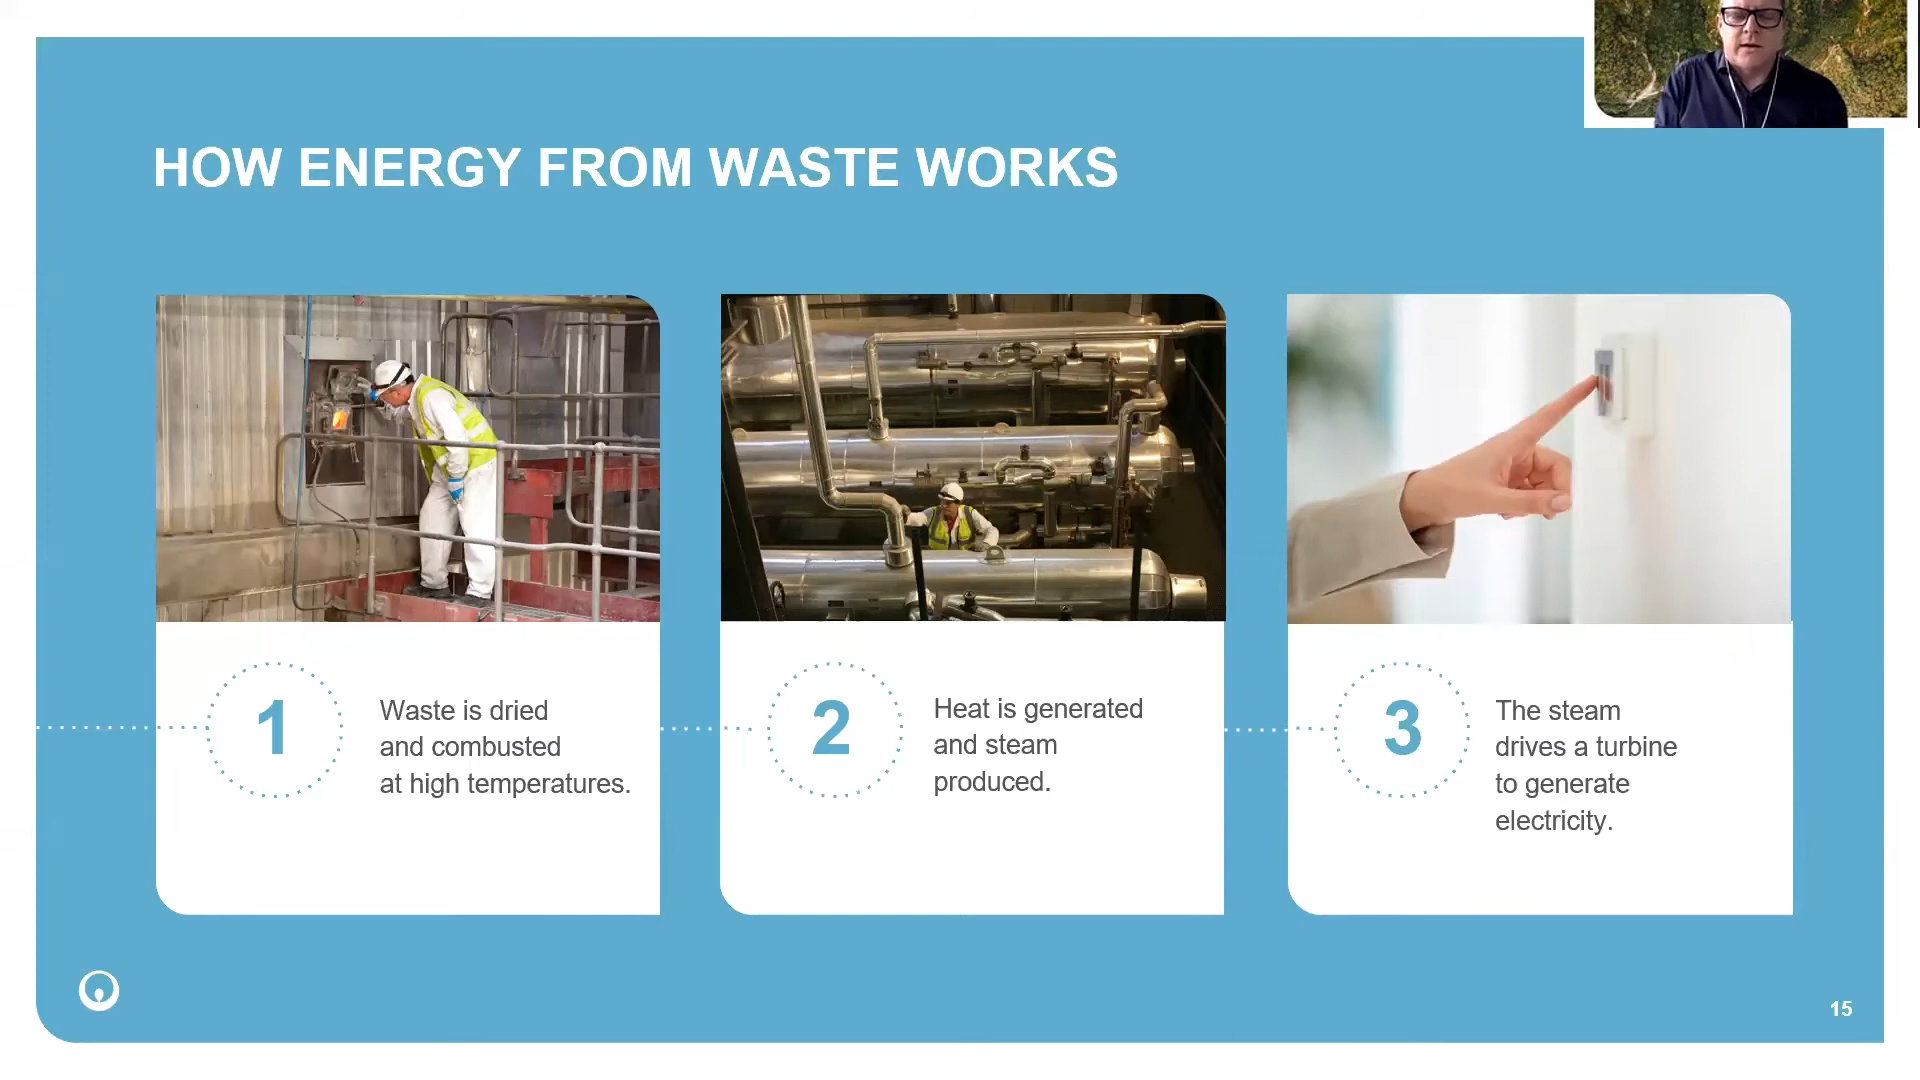 HOW ENERGY FROM WASTE WORKS
1
Waste is dried
and combusted
at high temperatures.
2
Heat is generated
and steam
produced.
3
The steam
drives a turbine
to generate
electricity.
15